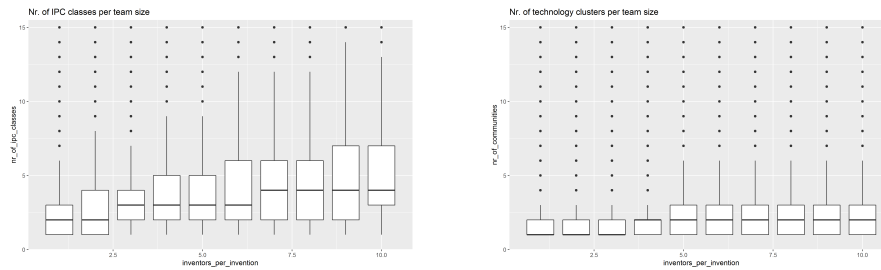 Nr. of IPC classes per team size
15
10
5
0
nr_of_ipc_classes
2.5 5.0 7.5 10.0
inventors_per_invention
Nr. of technology clusters per team size
15
10
5
0
nr_of_communities
2.5 5.0 7.5 10.0
inventors_per_invention